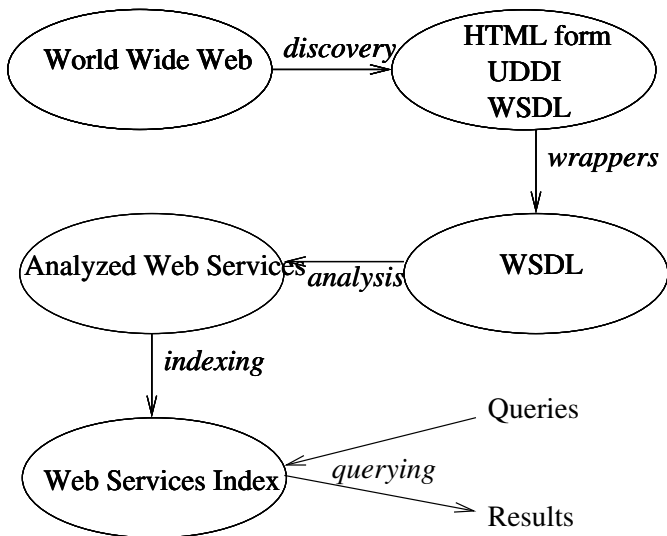 World Wide Web
discovery
HTML form
UDDI
WSDL
wrappers
WSDL
analysis
Analyzed Web Services
indexing
Web Services Index
Queries
querying
Results